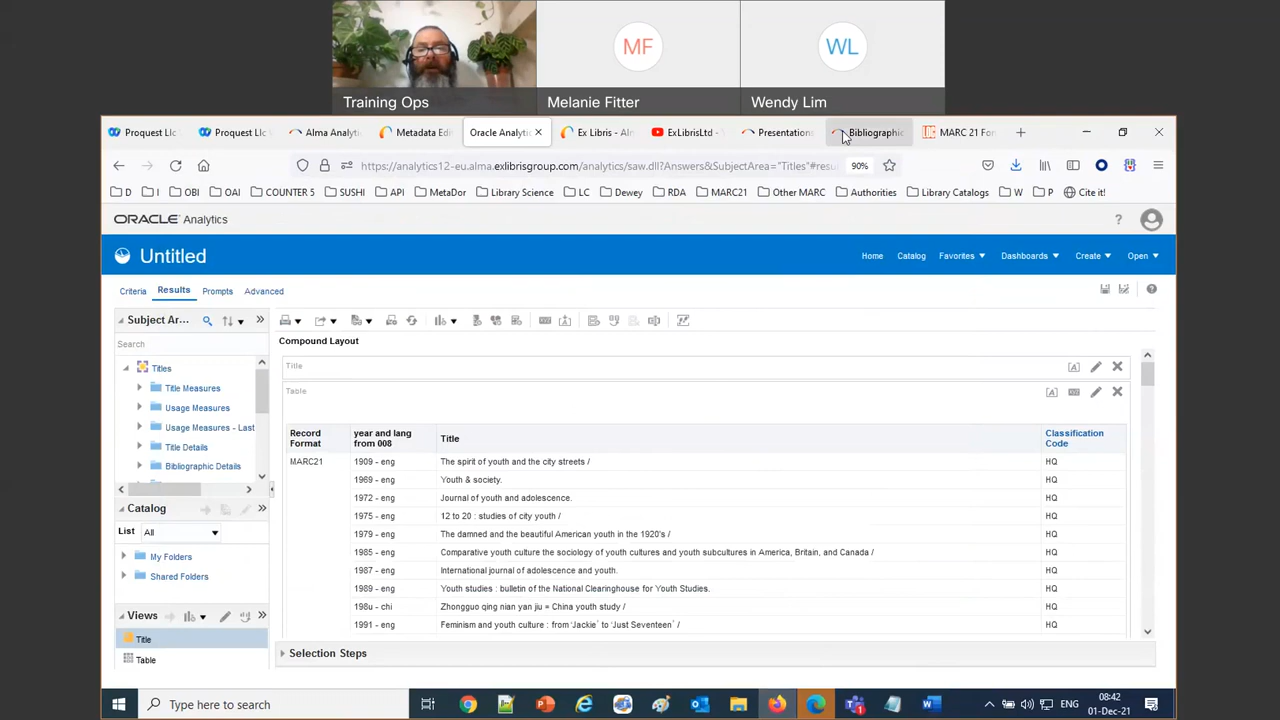 MF
WL
Training Ops
Melanie Fitter
Wendy Lim
Proquest Llc
Proquest Llc V
Alma Analyti
Metadata Edi
Oracle Analytic
Ex Libris - Alm
ExLibrisLtd -
Presentations
Bibliographic
MARC 21 For
https://analytics12-eu.alma.exlibrisgroup.com/analytics/saw.dll?Answers&SubjectArea="Titles"#resu
90%
D
I
OBI
OAI
COUNTER 5
SUSHI
API
MetaDor
Library Science
LC
Dewey
RDA
MARC21
Other MARC
Authorities
Library Catalogs
W
P
Cite it!
ORACLE Analytics
?
Untitled
Home
Catalog
Favorites
Dashboards
Create
Open
Criteria
Results
Prompts
Advanced
Subject Ar...
Compound Layout
Search
Title
Titles
Title Measures
Table
Usage Measures
Usage Measures - Last
Title Details
Bibliographic Details
Record Format
year and lang from 008
Title
Classification Code
MARC21 1909 - eng The spirit of youth and the city streets / HQ
1969 - eng Youth & society. HQ
1972 - eng Journal of youth and adolescence. HQ
1975 - eng 12 to 20 : studies of city youth / HQ
1979 - eng The damned and the beautiful American youth in the 1920's / HQ
1985 - eng Comparative youth culture the sociology of youth cultures and youth subcultures in America, Britain, and Canada / HQ
1987 - eng International journal of adolescence and youth. HQ
1989 - eng Youth studies : bulletin of the National Clearinghouse for Youth Studies. HQ
198u - chi Zhongguo qing nian yan jiu = China youth study / HQ
1991 - eng Feminism and youth culture : from 'Jackie' to 'Just Seventeen' / HQ
Catalog
List All
My Folders
Shared Folders
Views
Title
Table
Selection Steps
Type here to search
ENG
08:42
01-Dec-21